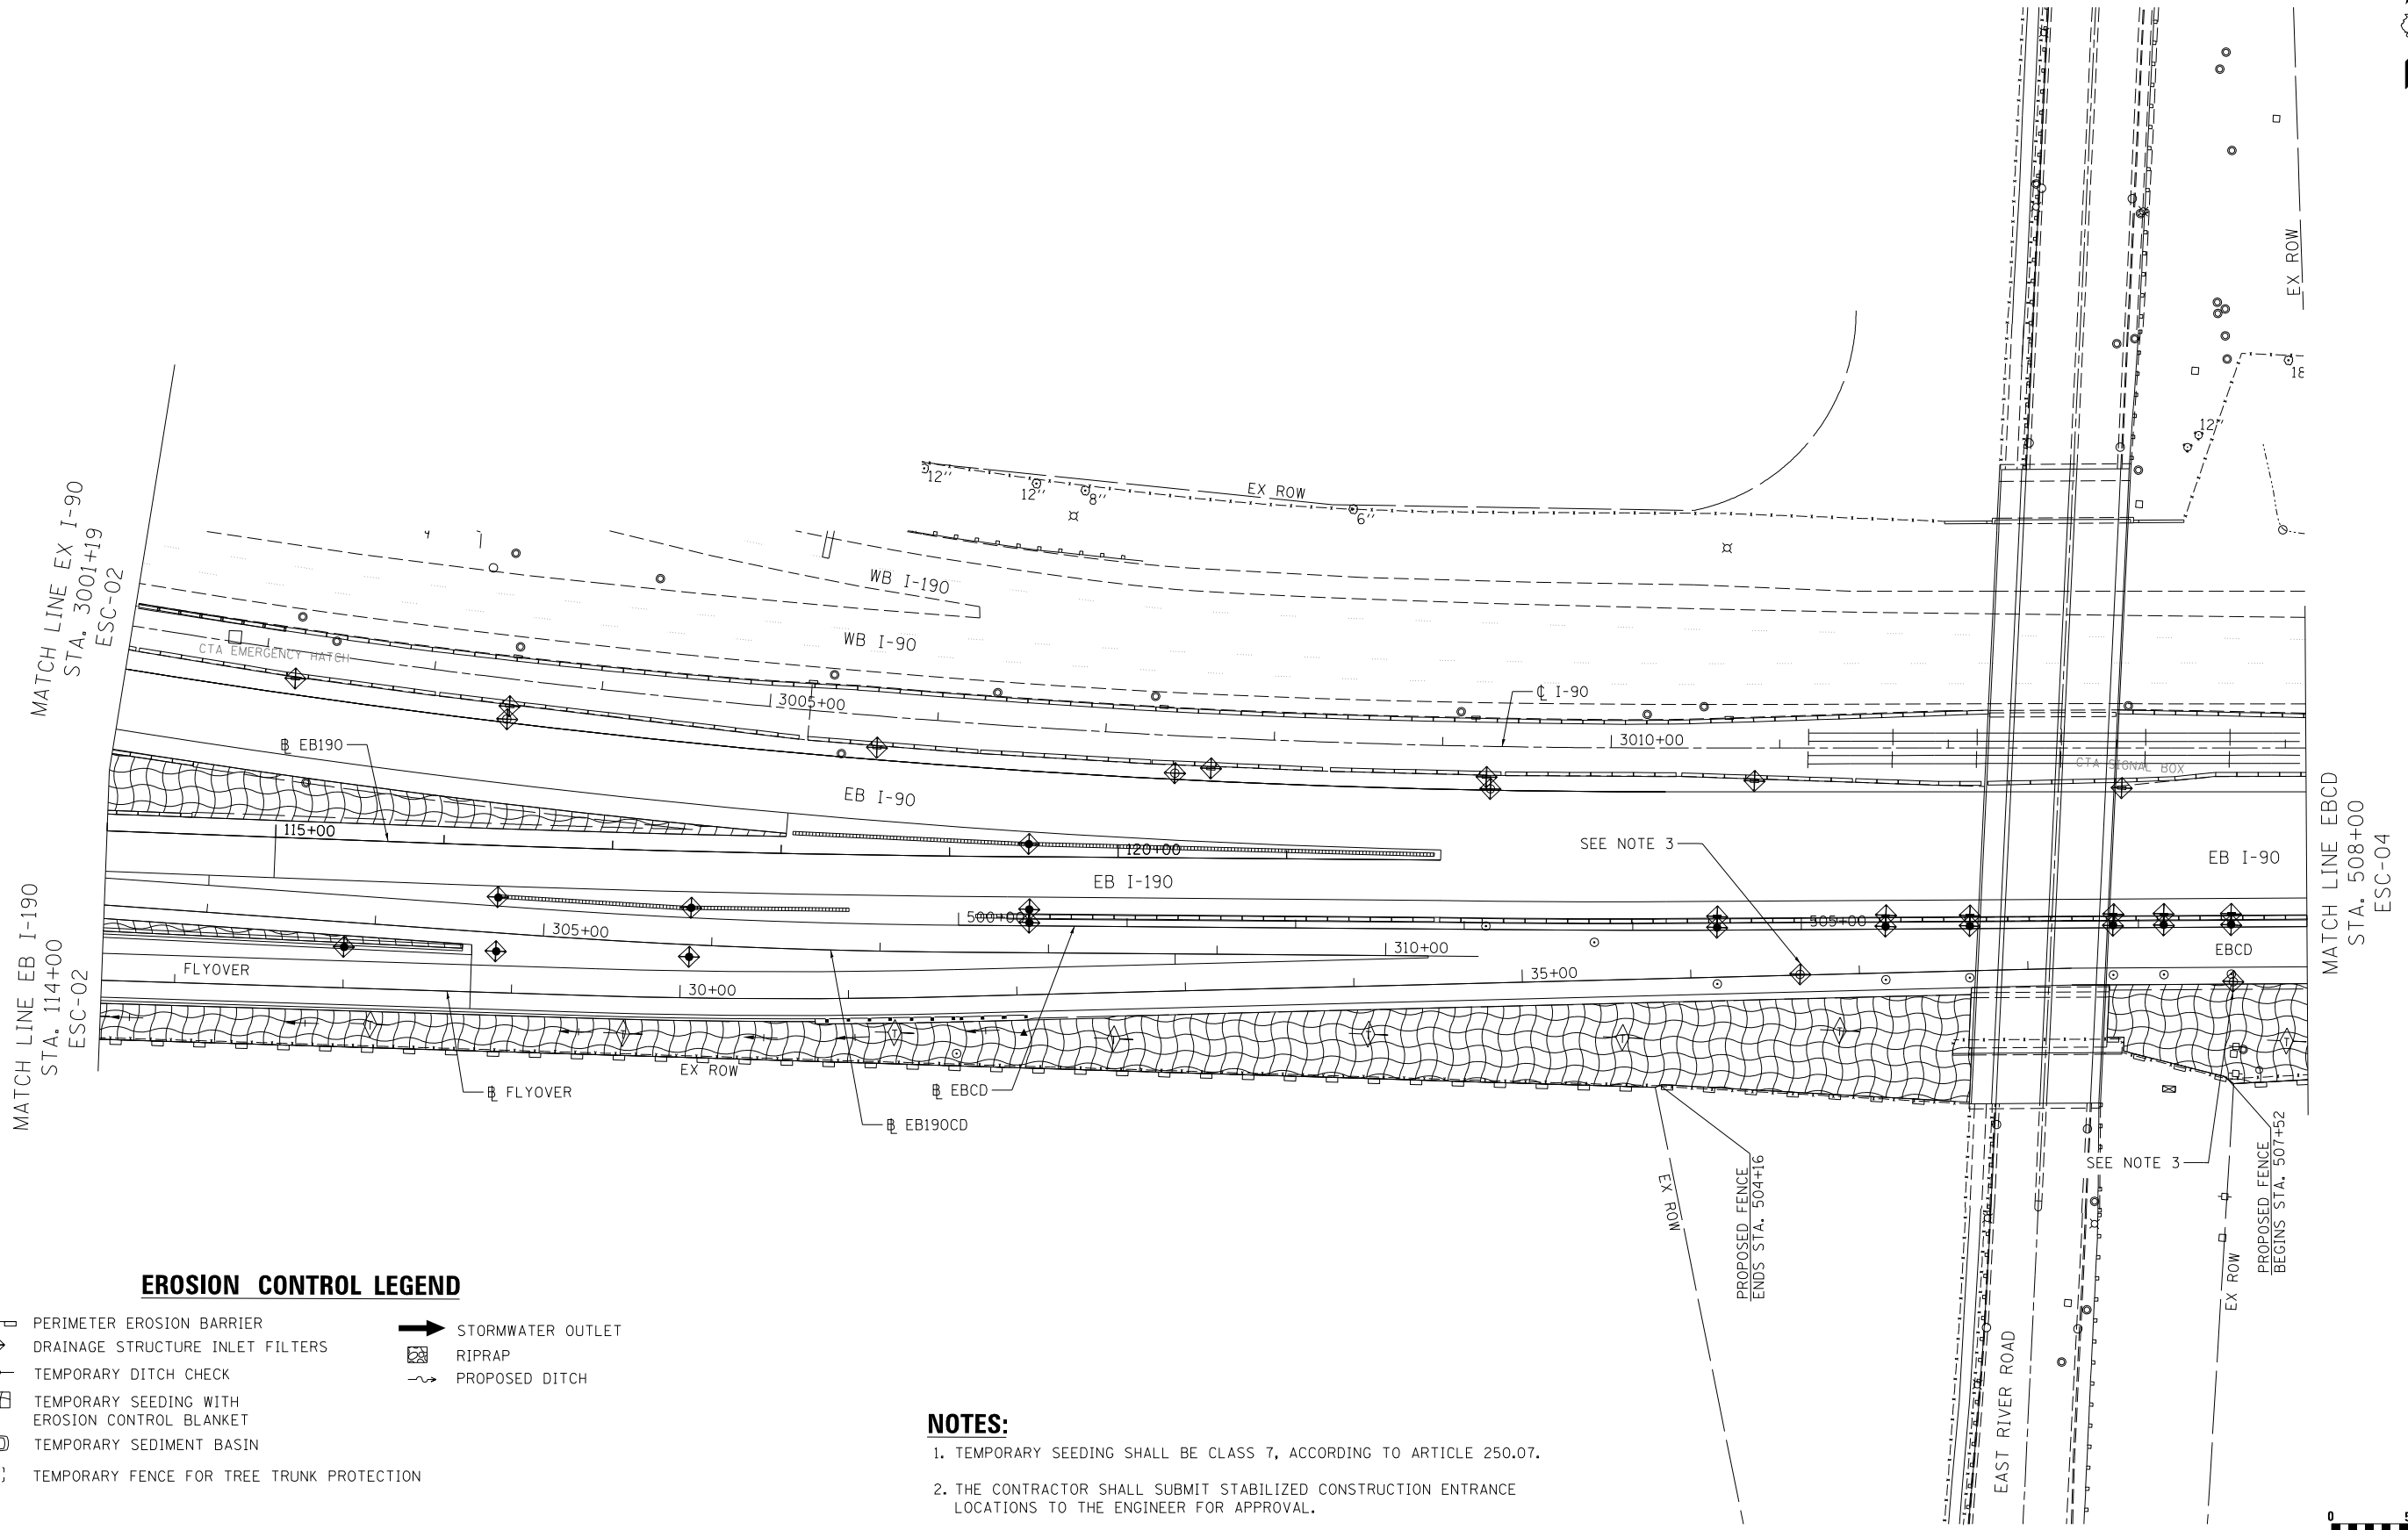 EX ROW
18
12"
12"
12"
8"
EX ROW
6"
MATCH LINE EX I-90
STA. 3001+19
ESC-02
WB I-190
WB I-90
CTA EMERGENCY HATCH
3005+00
℄ I-90
3010+00
CTA SIGNAL BOX
B̲L EB190
EB I-90
115+00
120+00
SEE NOTE 3
EB I-90
EB I-190
MATCH LINE EBCD
STA. 508+00
ESC-04
500+00
505+00
305+00
310+00
EBCD
FLYOVER
35+00
30+00
MATCH LINE EB I-190
STA. 114+00
ESC-02
EX ROW
BL FLYOVER
BL EBCD
BL EB190CD
EX ROW
PROPOSED FENCE
ENDS STA. 504+16
SEE NOTE 3
PROPOSED FENCE
BEGINS STA. 507+52
EX ROW
EAST RIVER ROAD
EROSION CONTROL LEGEND
PERIMETER EROSION BARRIER
DRAINAGE STRUCTURE INLET FILTERS
TEMPORARY DITCH CHECK
TEMPORARY SEEDING WITH
EROSION CONTROL BLANKET
TEMPORARY SEDIMENT BASIN
TEMPORARY FENCE FOR TREE TRUNK PROTECTION
STORMWATER OUTLET
RIPRAP
PROPOSED DITCH
NOTES:
1. TEMPORARY SEEDING SHALL BE CLASS 7, ACCORDING TO ARTICLE 250.07.
2. THE CONTRACTOR SHALL SUBMIT STABILIZED CONSTRUCTION ENTRANCE
LOCATIONS TO THE ENGINEER FOR APPROVAL.
0